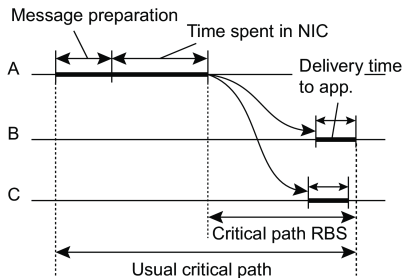 Message preparation
Time spent in NIC
A
Delivery time
to app.
B
C
Critical path RBS
Usual critical path